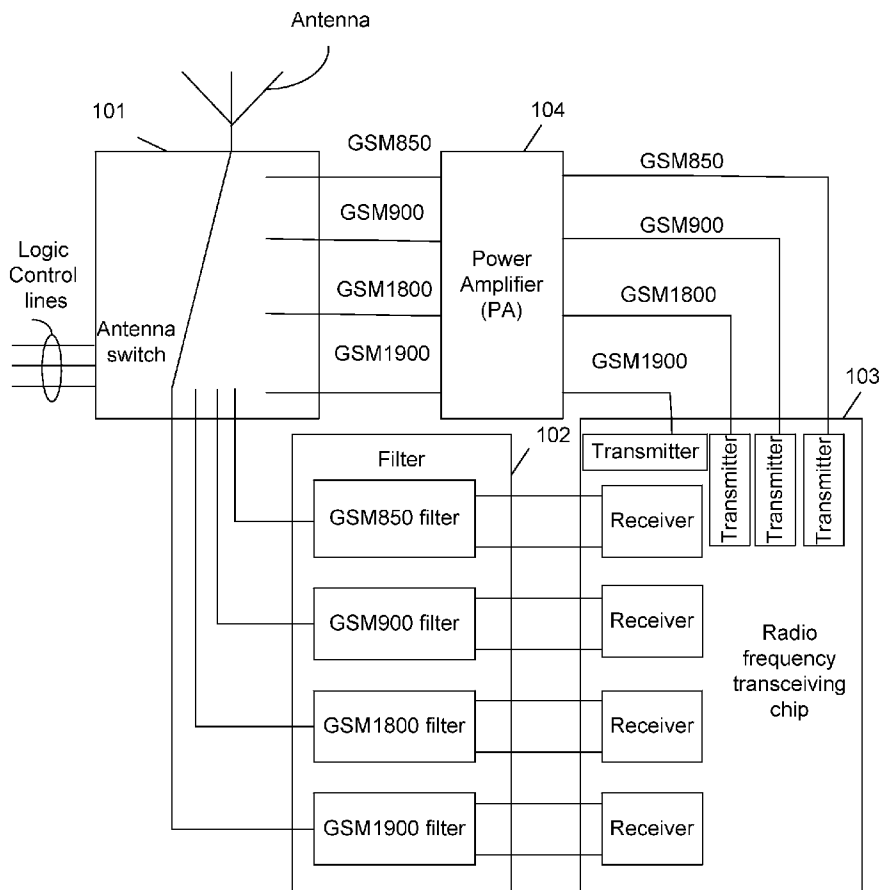 Antenna
101
104
GSM850
GSM850
GSM900
GSM900
Logic
Control
lines
Power
Amplifier
(PA)
GSM1800
GSM1800
Antenna
switch
GSM1900
GSM1900
103
102
Filter
Transmitter
Transmitter
Transmitter
Transmitter
GSM850 filter
Receiver
GSM900 filter
Receiver
Radio
frequency
transceiving
chip
GSM1800 filter
Receiver
GSM1900 filter
Receiver